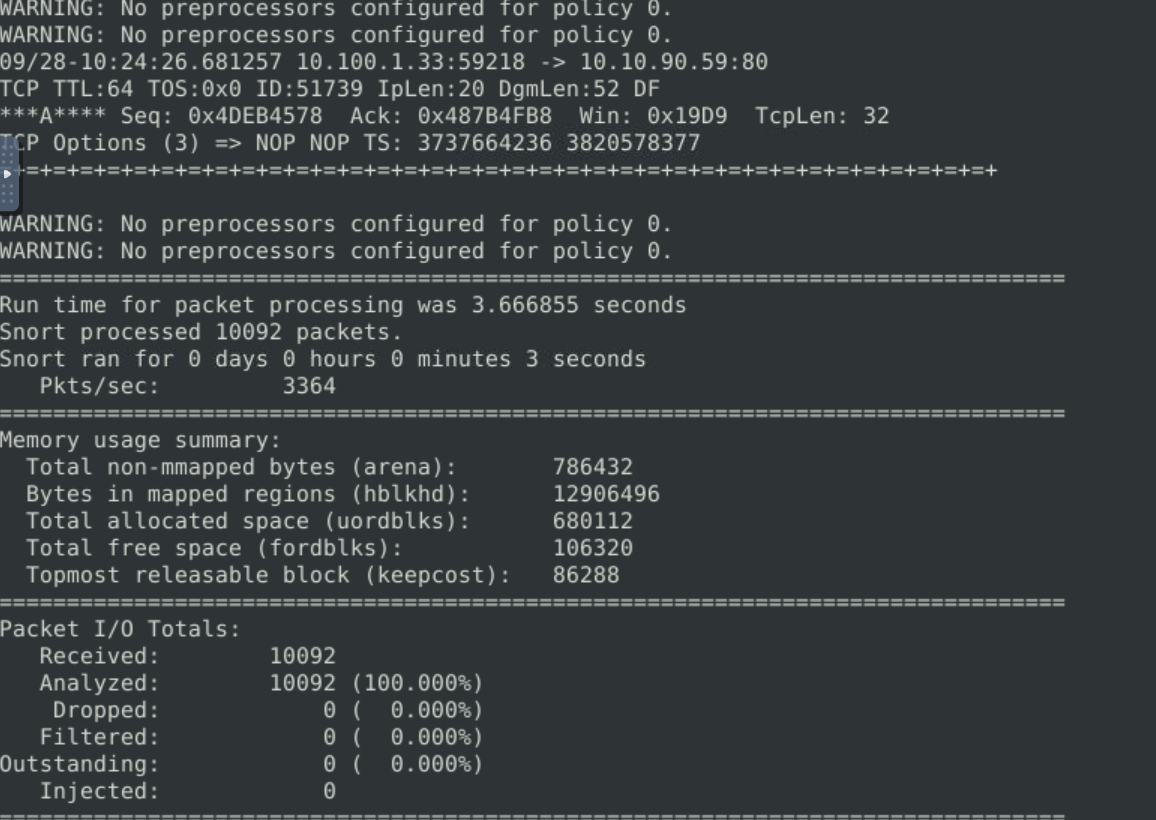 WARNING: No preprocessors configured for policy 0.
WARNING: No preprocessors configured for policy 0.
09/28-10:24:26.681257 10.100.1.33:59218 -> 10.10.90.59:80
TCP TTL:64 TOS:0x0 ID:51739 IpLen:20 DgmLen:52 DF
***A**** Seq: 0x4DEB4578  Ack: 0x487B4FB8  Win: 0x19D9  TcpLen: 32
TCP Options (3) => NOP NOP TS: 3737664236 3820578377
=+=+=+=+=+=+=+=+=+=+=+=+=+=+=+=+=+=+=+=+=+=+=+=+=+=+=+=+=+=+=+=+=+=+=+=+=+
WARNING: No preprocessors configured for policy 0.
WARNING: No preprocessors configured for policy 0.
===============================================================================
Run time for packet processing was 3.666855 seconds
Snort processed 10092 packets.
Snort ran for 0 days 0 hours 0 minutes 3 seconds
   Pkts/sec:         3364
===============================================================================
Memory usage summary:
  Total non-mmapped bytes (arena):       786432
  Bytes in mapped regions (hblkhd):      12906496
  Total allocated space (uordblks):      680112
  Total free space (fordblks):           106320
  Topmost releasable block (keepcost):   86288
===============================================================================
Packet I/O Totals:
   Received:        10092
   Analyzed:        10092 (100.000%)
    Dropped:            0 (  0.000%)
   Filtered:            0 (  0.000%)
Outstanding:            0 (  0.000%)
   Injected:            0
===============================================================================